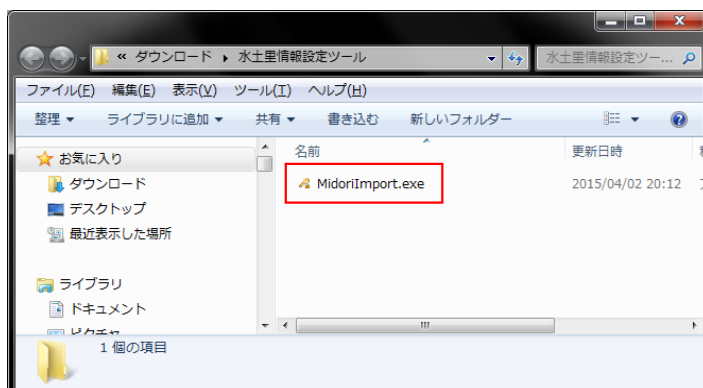 « ダウンロード ▸ 水土里情報設定ツール
水土里情報設定ツー...
ファイル(F) 編集(E) 表示(V) ツール(T) ヘルプ(H)
整理 ▼ ライブラリに追加 ▼ 共有 ▼ 書き込む 新しいフォルダー
名前 更新日時
お気に入り
MidoriImport.exe 2015/04/02 20:12
ダウンロード
デスクトップ
最近表示した場所
ライブラリ
ドキュメント
ピクチャ
1 個の項目